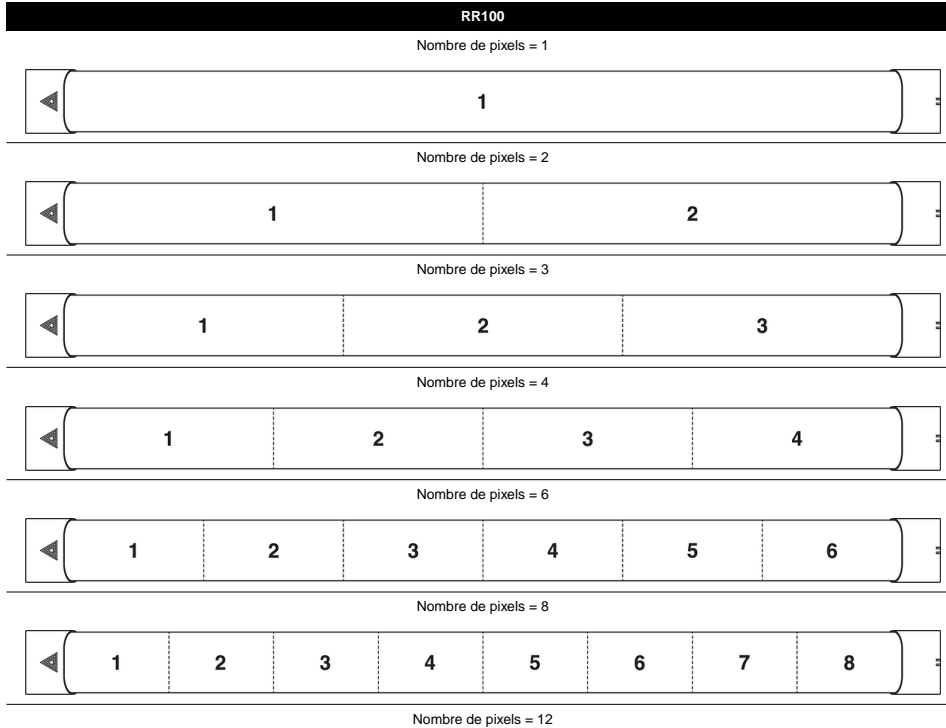 RR100
Nombre de pixels = 1
1
Nombre de pixels = 2
1 2
Nombre de pixels = 3
1 2 3
Nombre de pixels = 4
1 2 3 4
Nombre de pixels = 6
1 2 3 4 5 6
Nombre de pixels = 8
1 2 3 4 5 6 7 8
Nombre de pixels = 12